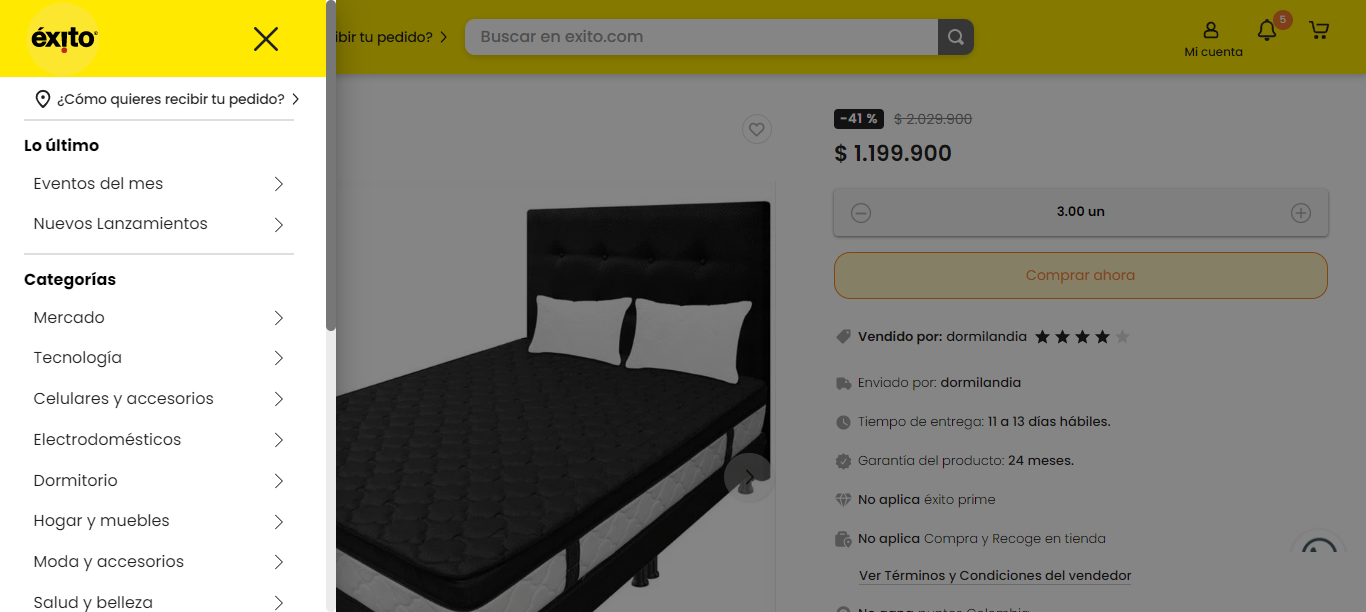 éxito
¿Cómo quieres recibir tu pedido?
Lo último
Eventos del mes
Nuevos Lanzamientos
Categorías
Mercado
Tecnología
Celulares y accesorios
Electrodomésticos
Dormitorio
Hogar y muebles
Moda y accesorios
Salud y belleza
ibir tu pedido?
Buscar en exito.com
Mi cuenta
5
-41 % $ 2.029.900
$ 1.199.900
3.00 un
Comprar ahora
Vendido por: dormilandia
Enviado por: dormilandia
Tiempo de entrega: 11 a 13 días hábiles.
Garantía del producto: 24 meses.
No aplica éxito prime
No aplica Compra y Recoge en tienda
Ver Términos y Condiciones del vendedor
No gana puntos Colombia